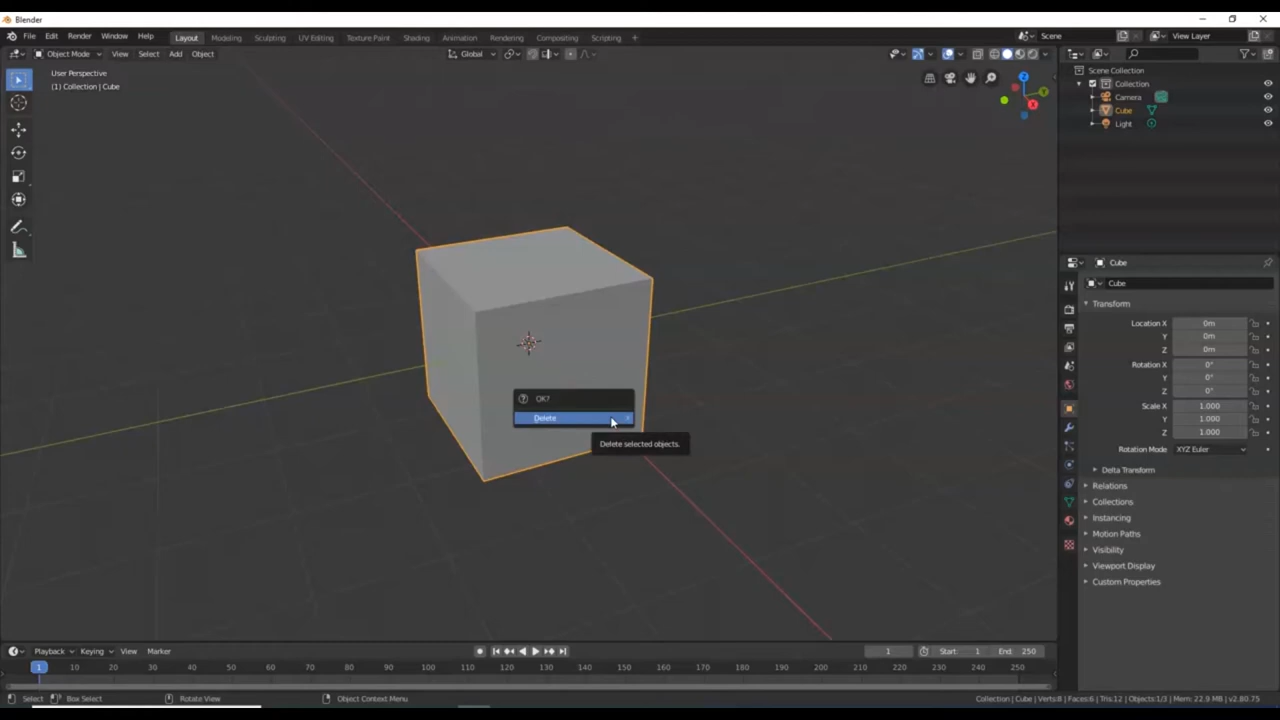 Blender
File Edit Render Window Help Layout Modeling Sculpting UV Editing Texture Paint Shading Animation Rendering Compositing Scripting + Scene View Layer
Object Mode View Select Add Object Global
User Perspective
(1) Collection | Cube
Scene Collection
Collection
Camera
Cube
Light
X
Y
Z
Cube
Cube
Transform
Location X 0m
Y 0m
Z 0m
Rotation X 0°
Y 0°
Z 0°
Scale X 1.000
Y 1.000
Z 1.000
Rotation Mode XYZ Euler
Delta Transform
Relations
Collections
Instancing
Motion Paths
Visibility
Viewport Display
Custom Properties
OK?
Delete
Delete selected objects.
Playback Keying View Marker 1 Start: 1 End: 250
1 10 20 30 40 50 60 70 80 90 100 110 120 130 140 150 160 170 180 190 200 210 220 230 240 250
Select Box Select Rotate View Object Context Menu Collection | Cube | Verts:8 | Faces:6 | Tris:12 | Objects:1/3 | Mem: 22.9 MB | v2.80.75